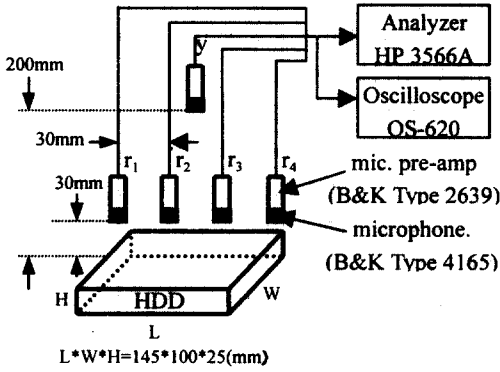 Analyzer
HP 3566A
Oscilloscope
OS-620
y
200mm
30mm
r1 r2 r3 r4
30mm
mic. pre-amp
(B&K Type 2639)
microphone.
(B&K Type 4165)
H
HDD
W
L
L*W*H=145*100*25(mm)